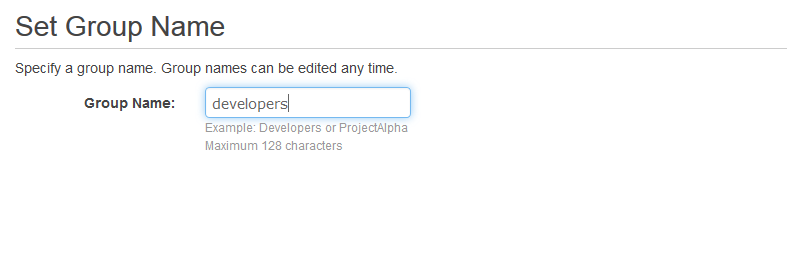 Set Group Name
Specify a group name. Group names can be edited any time.
Group Name: developers
Example: Developers or ProjectAlpha
Maximum 128 characters